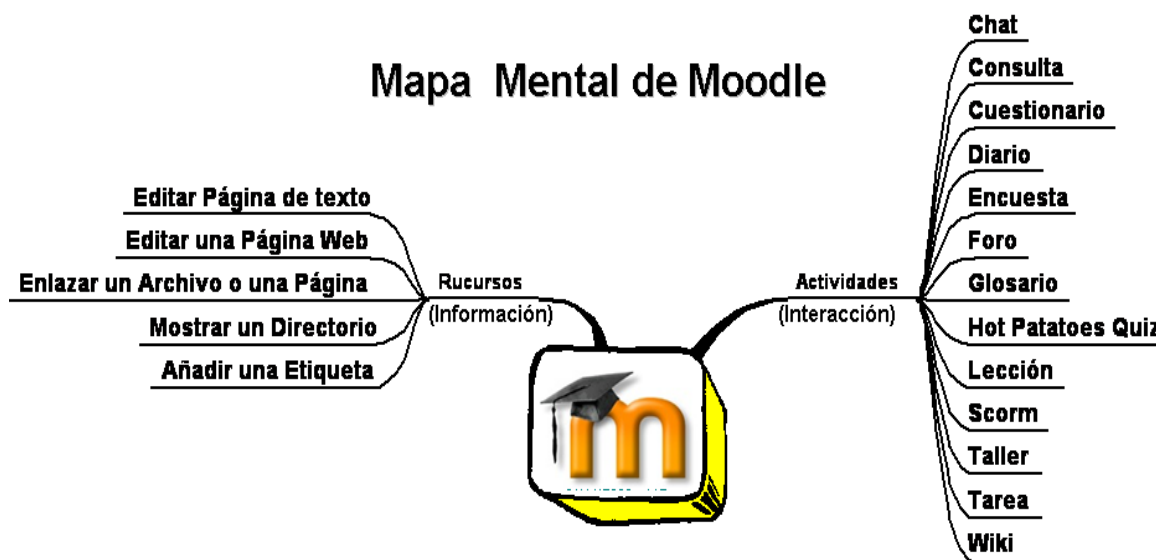 Mapa Mental de Moodle
Editar Página de texto
Editar una Página Web
Enlazar un Archivo o una Página
Mostrar un Directorio
Añadir una Etiqueta
Rucursos
(Información)
m
Actividades
(Interacción)
Chat
Consulta
Cuestionario
Diario
Encuesta
Foro
Glosario
Hot Patatoes Quiz
Lección
Scorm
Taller
Tarea
Wiki